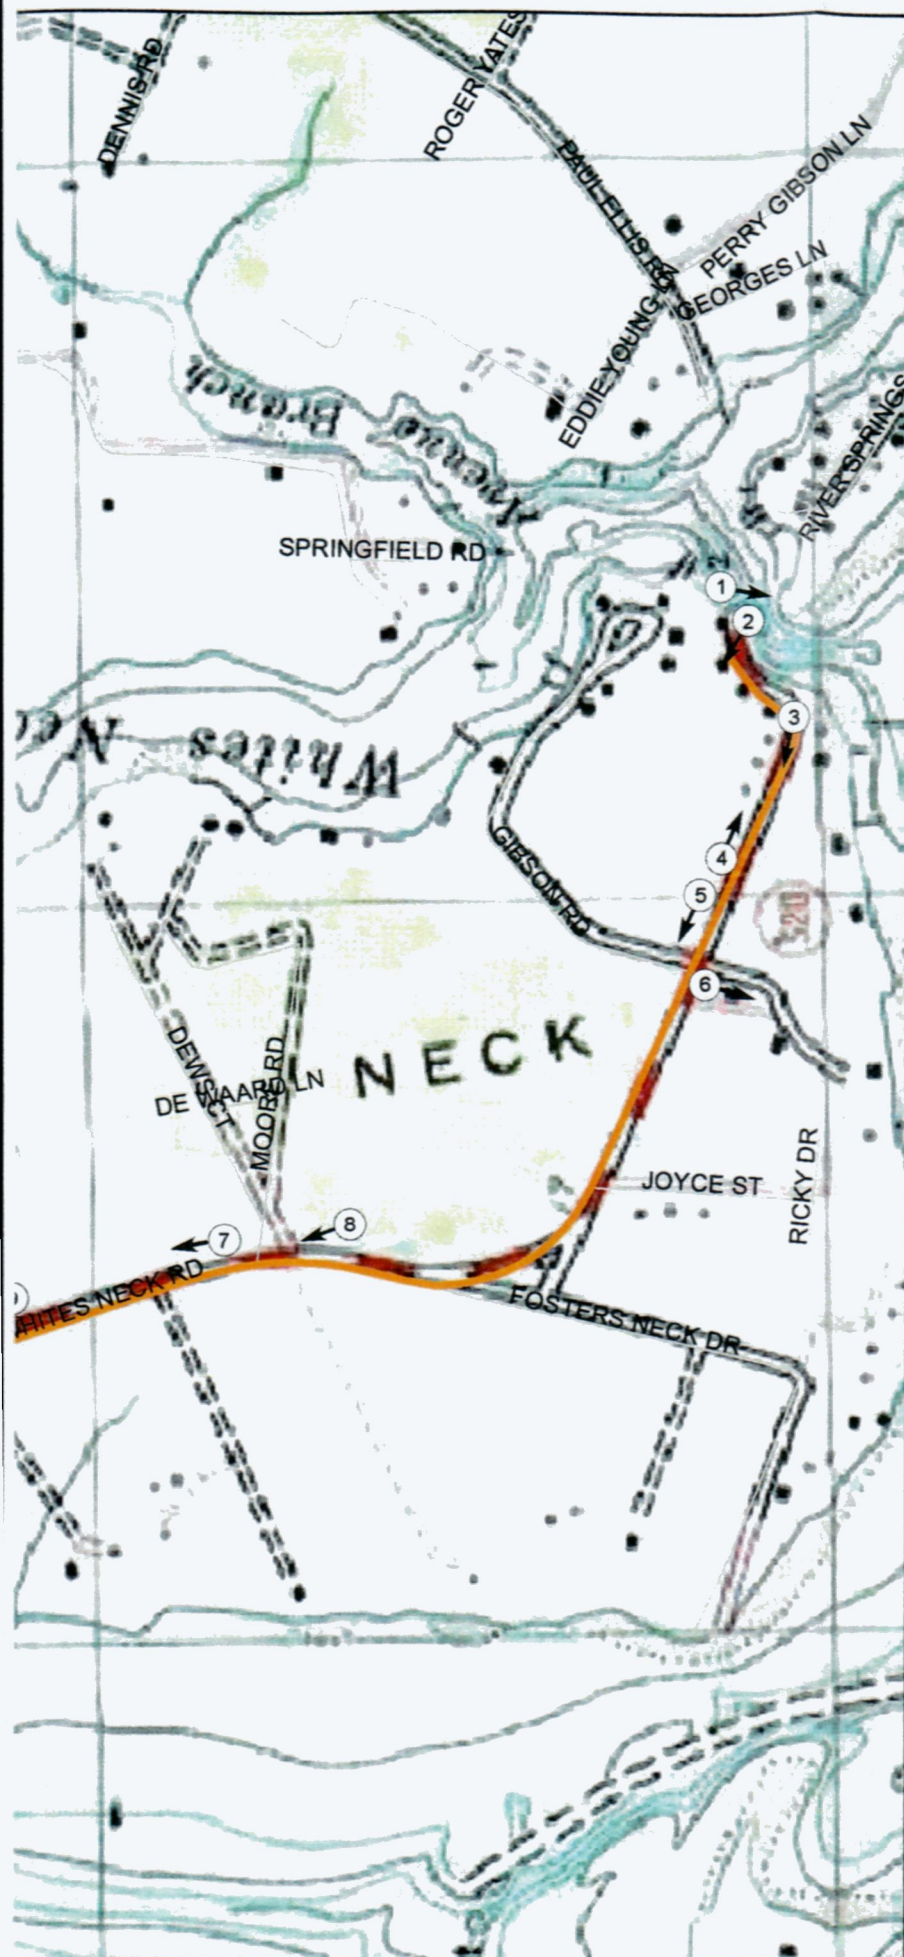 DENNIS RD
ROGER YATES
PAUL ELLIS RD
PERRY GIBSON LN
GEORGES LN
EDDIE YOUNG
RIVER SPRINGS
Avenue
Branch
SPRINGFIELD RD
1
2
Whites
3
GIBSON RD
4
5
520
6
NECK
DEWS CT
DE WAARD LN
MOORE RD
JOYCE ST
RICKY DR
8
7
WHITES NECK RD
FOSTERS NECK DR